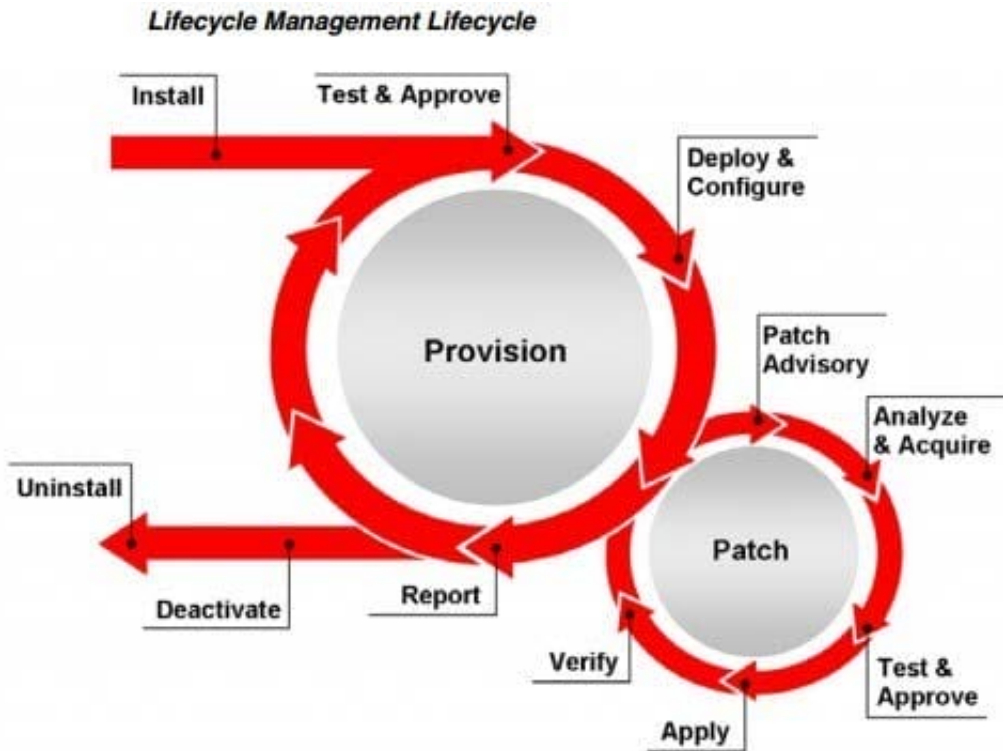 Lifecycle Management Lifecycle
Install
Test & Approve
Deploy &
Configure
Provision
Patch
Advisory
Analyze
& Acquire
Uninstall
Patch
Deactivate
Report
Verify
Test &
Approve
Apply